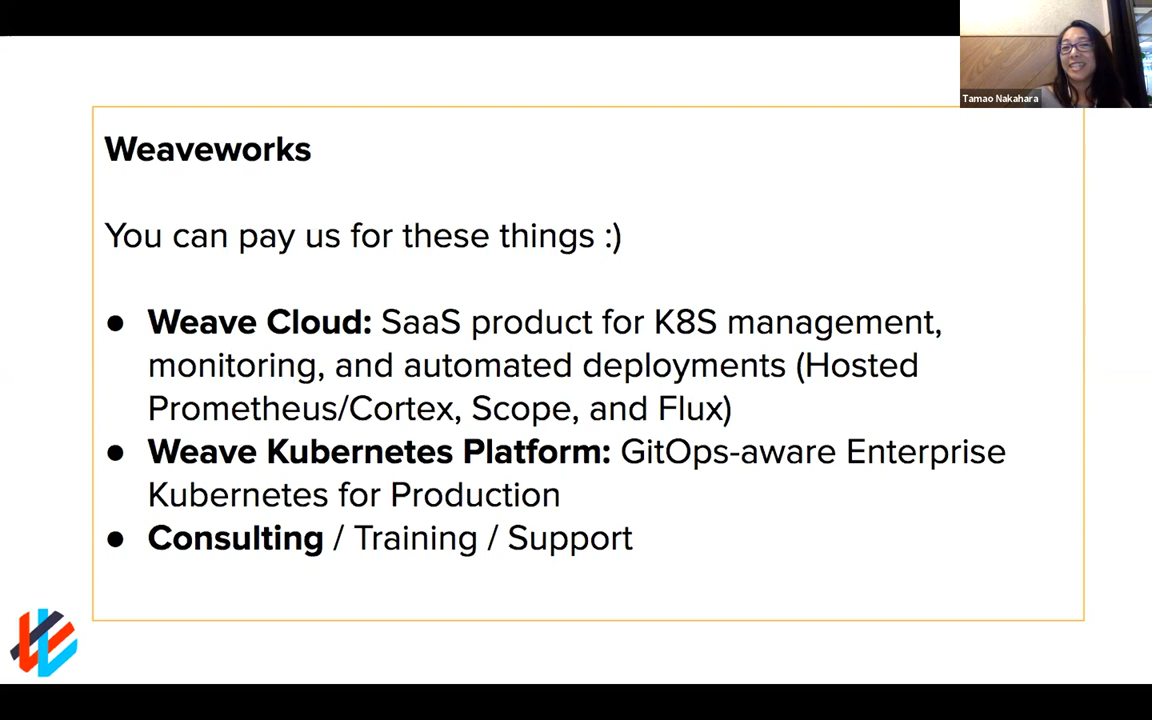 Tamao Nakahara
Weaveworks
You can pay us for these things :)
● Weave Cloud: SaaS product for K8S management,
monitoring, and automated deployments (Hosted
Prometheus/Cortex, Scope, and Flux)
● Weave Kubernetes Platform: GitOps-aware Enterprise
Kubernetes for Production
● Consulting / Training / Support